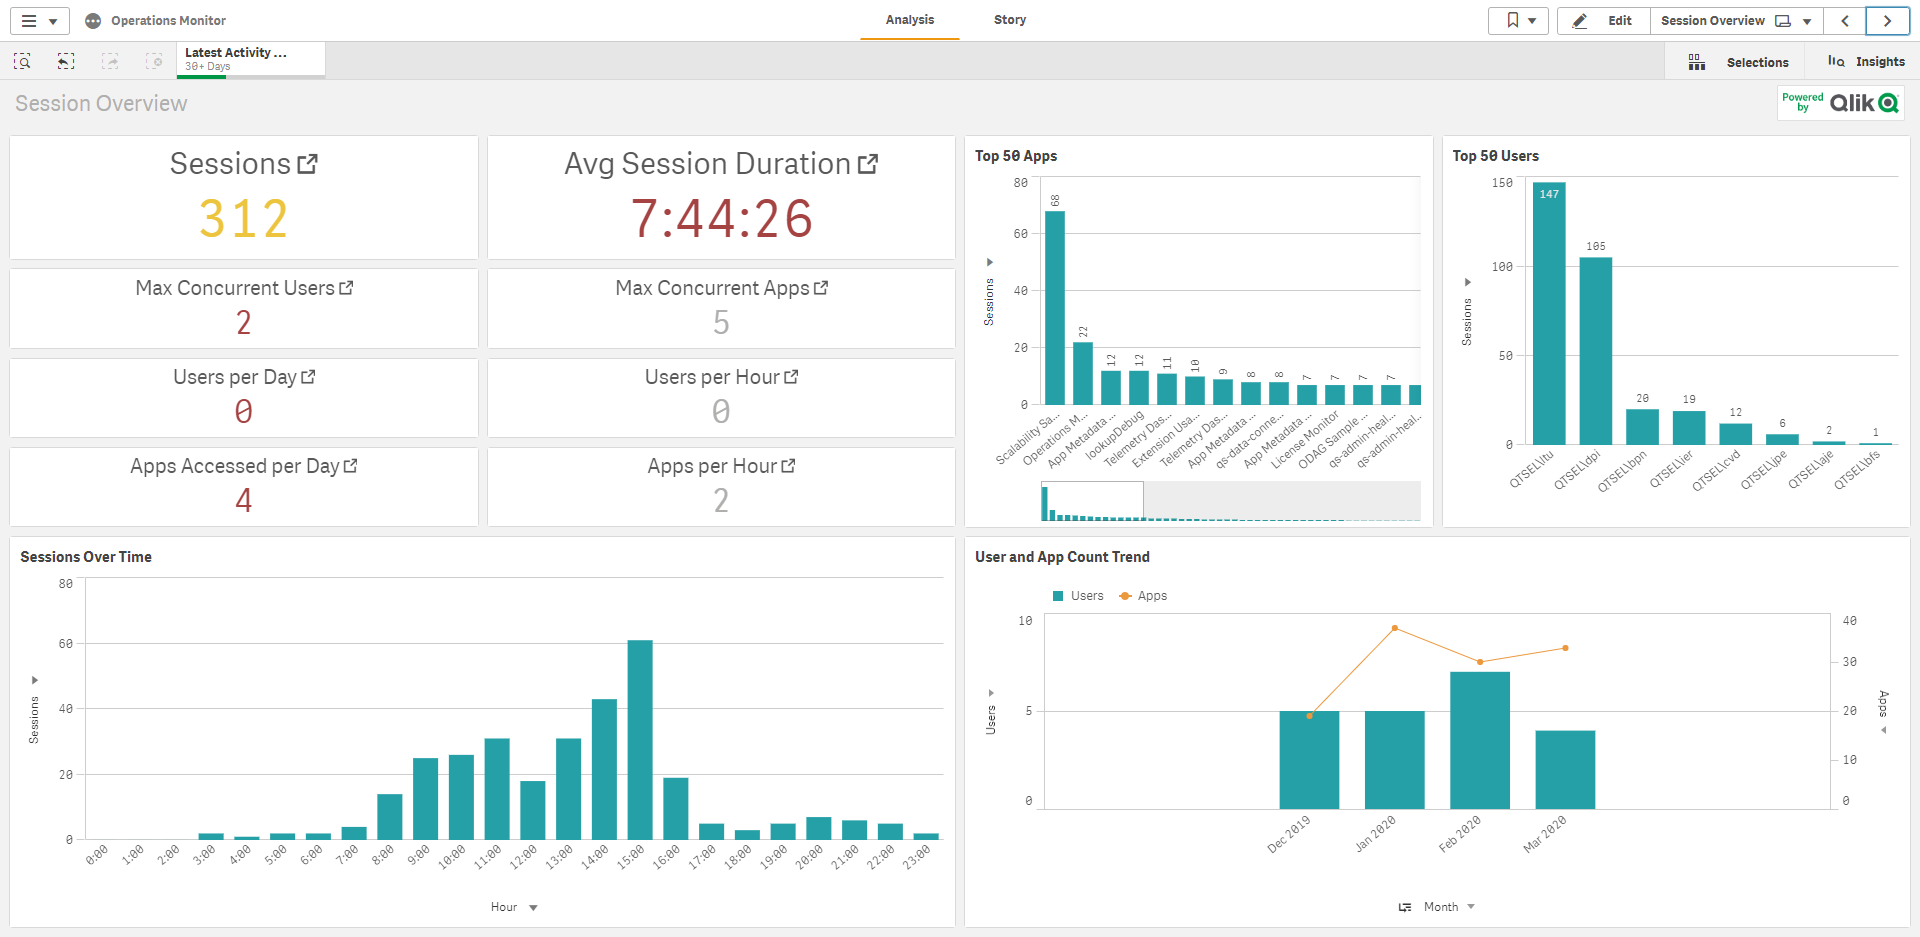 Operations Monitor
Analysis
Story
Edit
Session Overview
Latest Activity ...
30+ Days
Selections
Insights
Session Overview
Powered
by
Qlik
Sessions
312
Avg Session Duration
7:44:26
Max Concurrent Users
2
Max Concurrent Apps
5
Users per Day
0
Users per Hour
0
Apps Accessed per Day
4
Apps per Hour
2
Top 50 Apps
Sessions
80
60
40
20
0
68
22
12
12
11
10
9
8
8
7
7
7
7
Scalability Sa...
Operations M...
App Metadata ...
lookupDebug
Telemetry Das...
Extension Usa...
Telemetry Das...
App Metadata ...
qs-data-conne...
App Metadata ...
License Monitor
ODAG Sample ...
qs-admin-heal...
qs-admin-heal...
Top 50 Users
Sessions
150
100
50
0
147
105
20
19
12
6
2
1
QTSEL\ltu
QTSEL\dpi
QTSEL\bpn
QTSEL\ier
QTSEL\cvd
QTSEL\jpe
QTSEL\aje
QTSEL\bfs
Sessions Over Time
Sessions
80
60
40
20
0
0:00
1:00
2:00
3:00
4:00
5:00
6:00
7:00
8:00
9:00
10:00
11:00
12:00
13:00
14:00
15:00
16:00
17:00
18:00
19:00
20:00
21:00
22:00
23:00
Hour
User and App Count Trend
Users
Apps
Users
10
5
0
40
30
20
10
0
Apps
Dec 2019
Jan 2020
Feb 2020
Mar 2020
Month